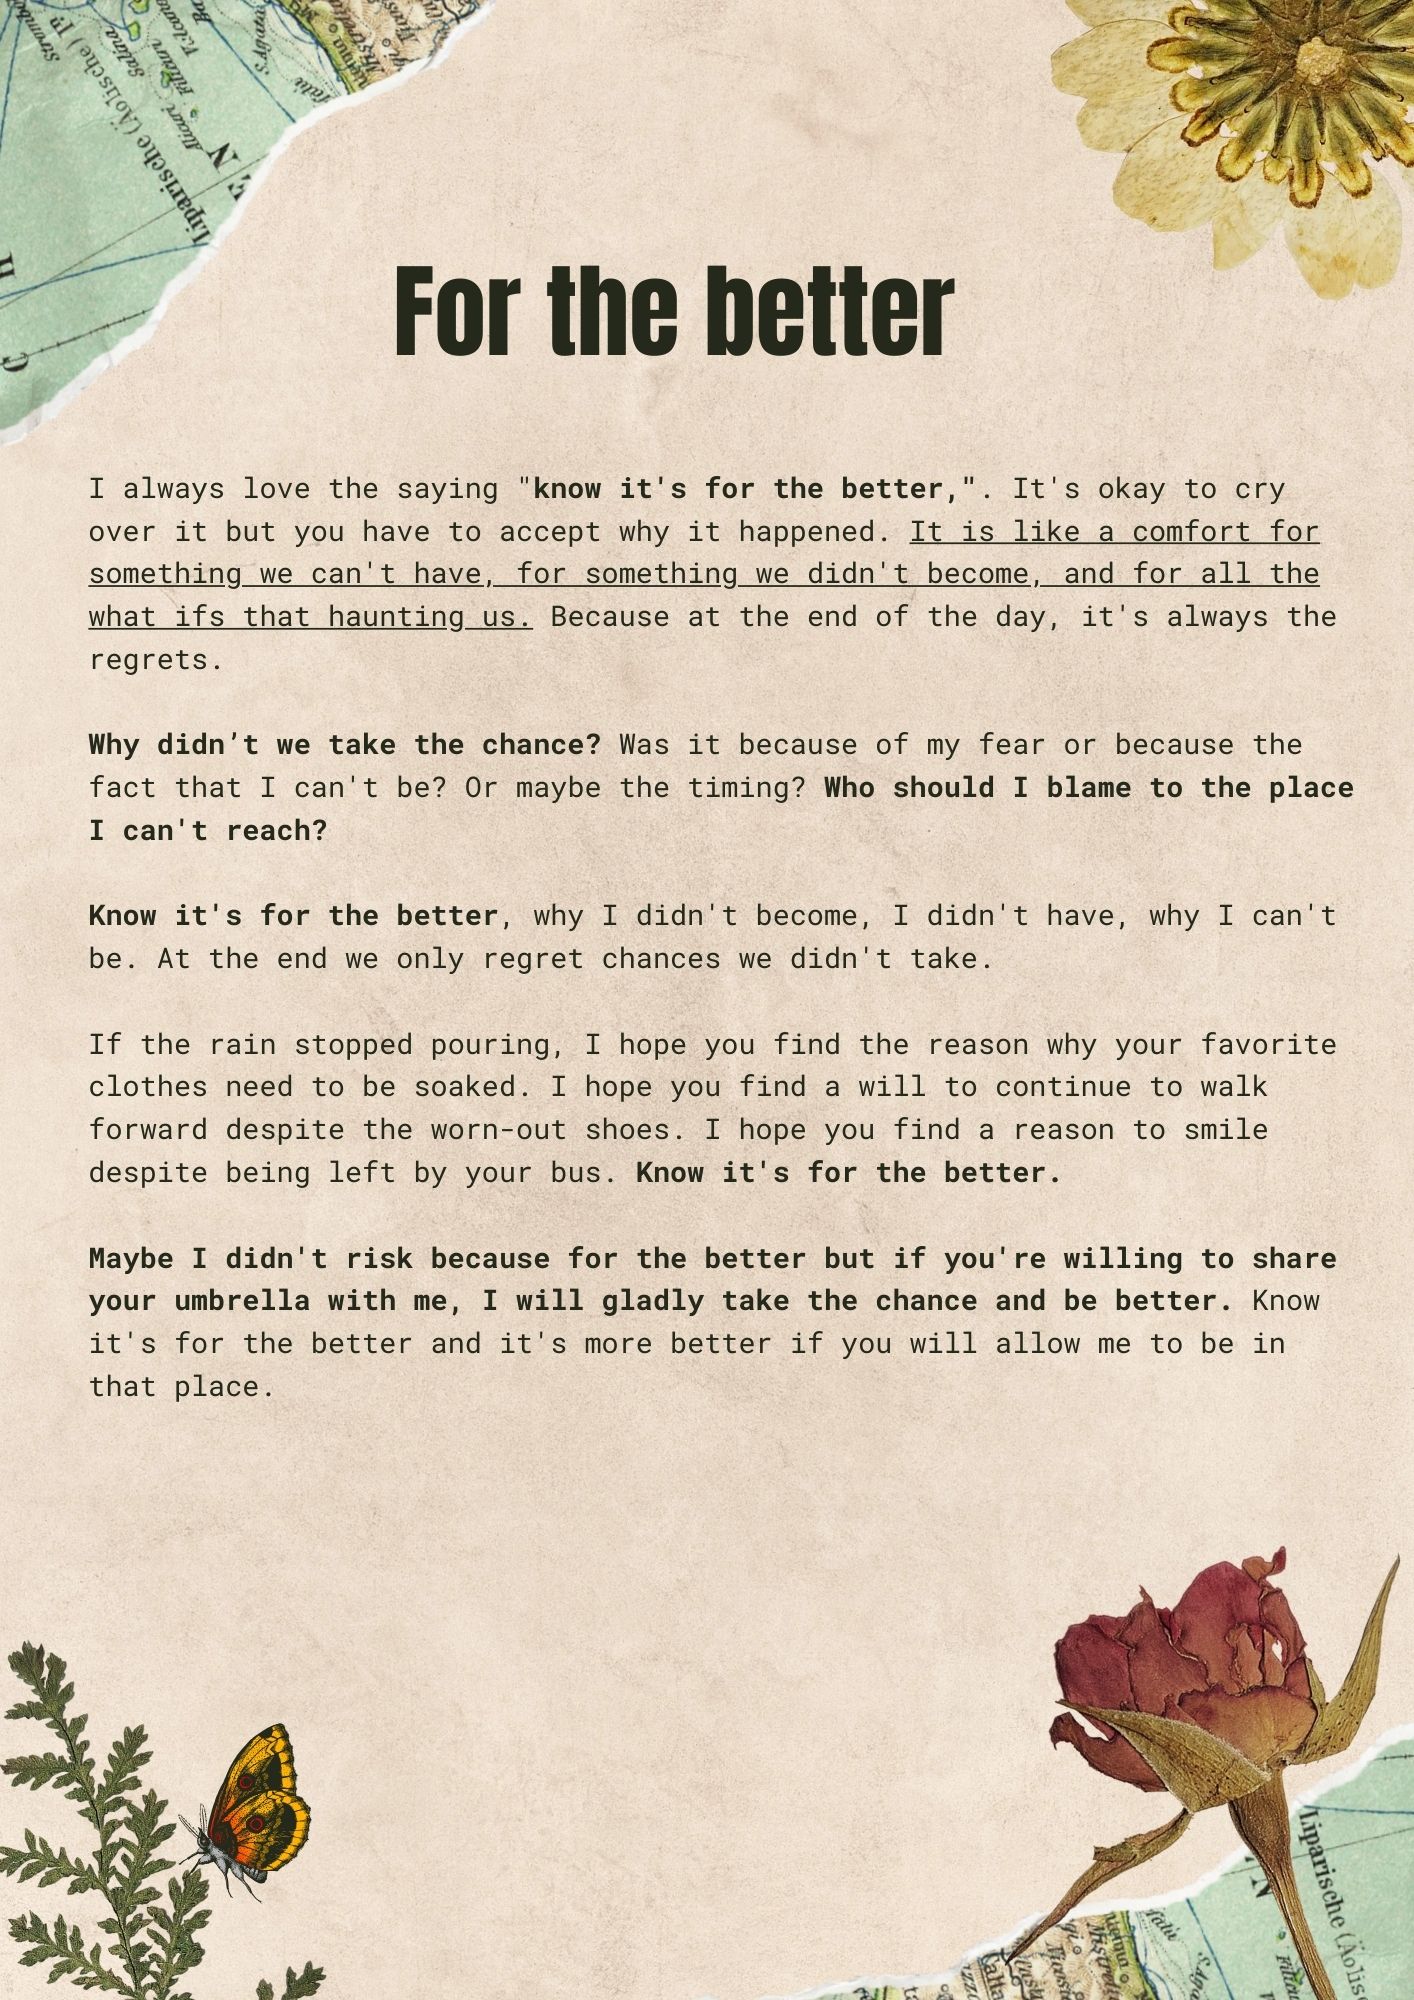 For the better
I always love the saying "know it's for the better,". It's okay to cry
over it but you have to accept why it happened. It is like a comfort for
something we can't have, for something we didn't become, and for all the
what ifs that haunting us. Because at the end of the day, it's always the
regrets.
Why didn’t we take the chance? Was it because of my fear or because the
fact that I can't be? Or maybe the timing? Who should I blame to the place
I can't reach?
Know it's for the better, why I didn't become, I didn't have, why I can't
be. At the end we only regret chances we didn't take.
If the rain stopped pouring, I hope you find the reason why your favorite
clothes need to be soaked. I hope you find a will to continue to walk
forward despite the worn-out shoes. I hope you find a reason to smile
despite being left by your bus. Know it's for the better.
Maybe I didn't risk because for the better but if you're willing to share
your umbrella with me, I will gladly take the chance and be better. Know
it's for the better and it's more better if you will allow me to be in
that place.
Liparische (Äolische) In
Salina
Filicuri
Alicuri
Liparische (Äolisc